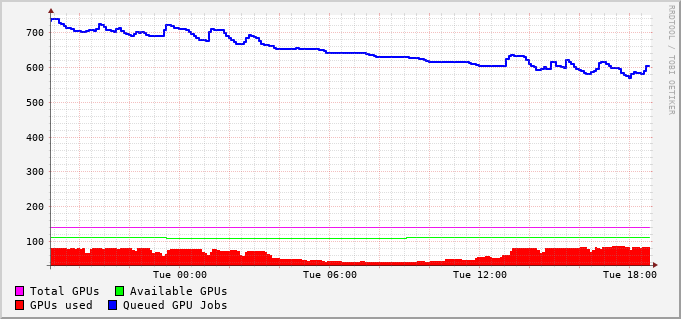 RRDTOOL / TOBI OETIKER
700
600
500
400
300
200
100
Tue 00:00 Tue 06:00 Tue 12:00 Tue 18:00
Total GPUs Available GPUs
GPUs used Queued GPU Jobs